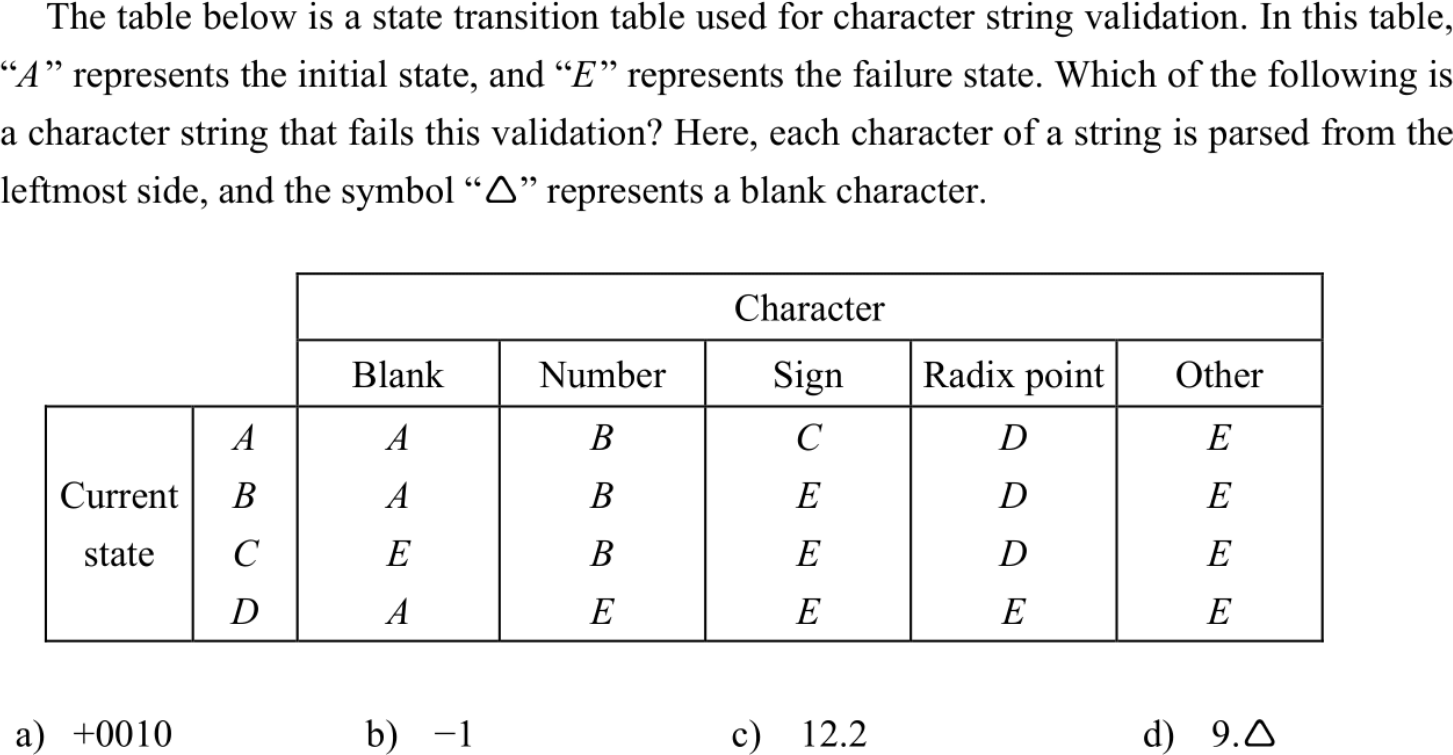 The table below is a state transition table used for character string validation. In this table,
“A” represents the initial state, and “E” represents the failure state. Which of the following is
a character string that fails this validation? Here, each character of a string is parsed from the
leftmost side, and the symbol “△” represents a blank character.
Character
Blank Number Sign Radix point Other
A A B C D E
Current B A B E D E
state C E B E D E
D A E E E E
a) +0010 b) −1 c) 12.2 d) 9.△